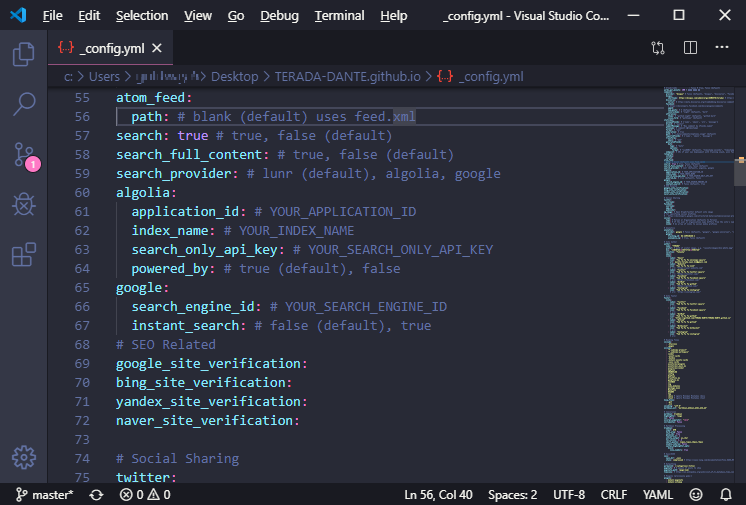 File Edit Selection View Go Debug Terminal Help _config.yml - Visual Studio Co...
_config.yml
c: > Users > Desktop > TERADA-DANTE.github.io > _config.yml
55 atom_feed:
56 path: # blank (default) uses feed.xml
57 search: true # true, false (default)
58 search_full_content: # true, false (default)
59 search_provider: # lunr (default), algolia, google
60 algolia:
61 application_id: # YOUR_APPLICATION_ID
62 index_name: # YOUR_INDEX_NAME
63 search_only_api_key: # YOUR_SEARCH_ONLY_API_KEY
64 powered_by: # true (default), false
65 google:
66 search_engine_id: # YOUR_SEARCH_ENGINE_ID
67 instant_search: # false (default), true
68 # SEO Related
69 google_site_verification:
70 bing_site_verification:
71 yandex_site_verification:
72 naver_site_verification:
73
74 # Social Sharing
75 twitter:
1
master* 0 0 Ln 56, Col 40 Spaces: 2 UTF-8 CRLF YAML